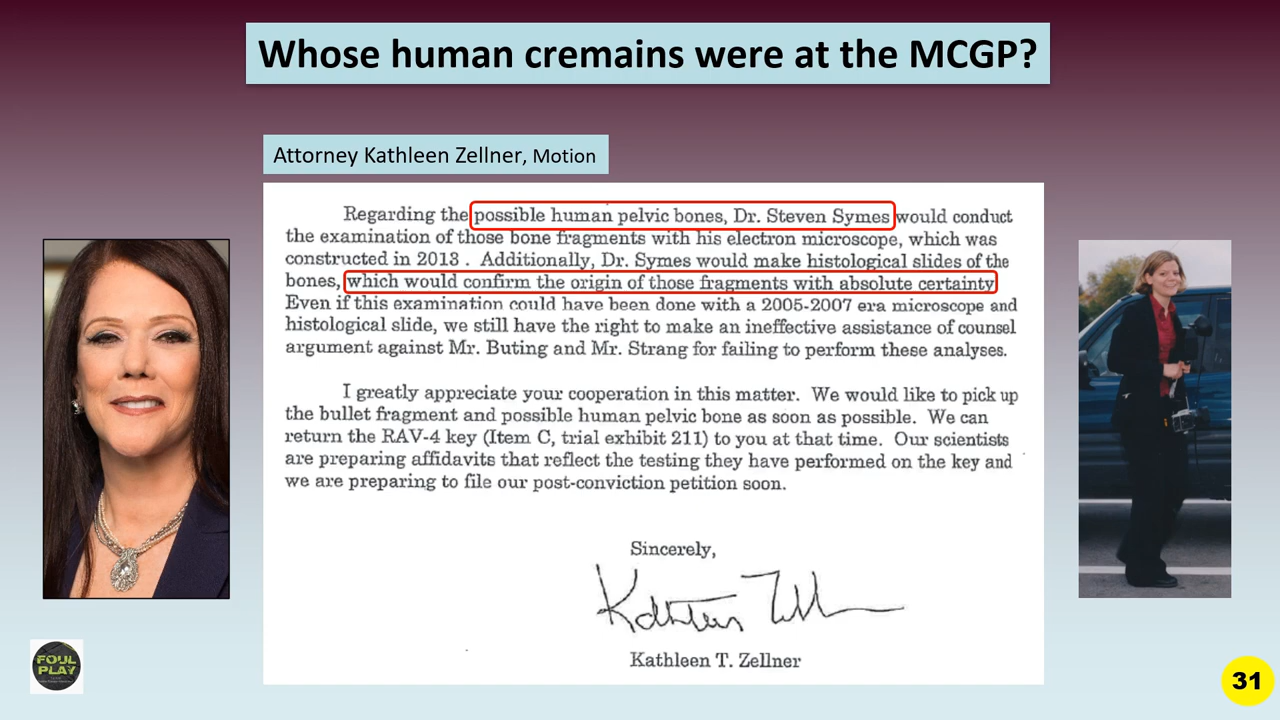 Whose human cremains were at the MCGP?
Attorney Kathleen Zellner, Motion
Regarding the possible human pelvic bones, Dr. Steven Symes would conduct
the examination of those bone fragments with his electron microscope, which was
constructed in 2013 . Additionally, Dr. Symes would make histological slides of the
bones, which would confirm the origin of those fragments with absolute certainty
Even if this examination could have been done with a 2005-2007 era microscope and
histological slide, we still have the right to make an ineffective assistance of counsel
argument against Mr. Buting and Mr. Strang for failing to perform these analyses.
I greatly appreciate your cooperation in this matter. We would like to pick up
the bullet fragment and possible human pelvic bone as soon as possible. We can
return the RAV-4 key (Item C, trial exhibit 211) to you at that time. Our scientists
are preparing affidavits that reflect the testing they have performed on the key and
we are preparing to file our post-conviction petition soon.
Sincerely,
Kathleen Zellner
Kathleen T. Zellner
FOUL
PLAY
31